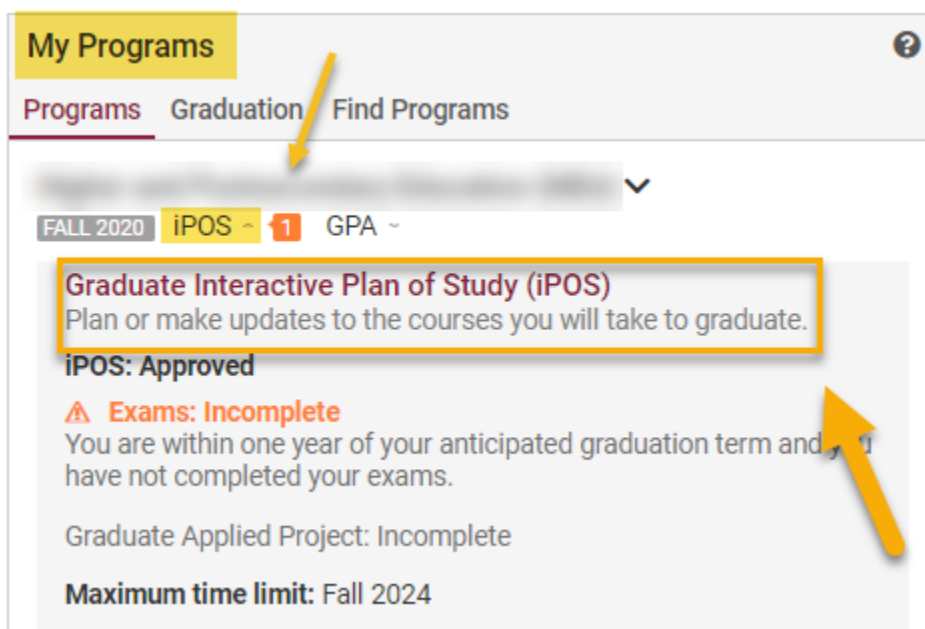 My Programs
Programs Graduation Find Programs
FALL 2020 iPOS 1 GPA
Graduate Interactive Plan of Study (iPOS)
Plan or make updates to the courses you will take to graduate.
iPOS: Approved
Exams: Incomplete
You are within one year of your anticipated graduation term and you
have not completed your exams.
Graduate Applied Project: Incomplete
Maximum time limit: Fall 2024